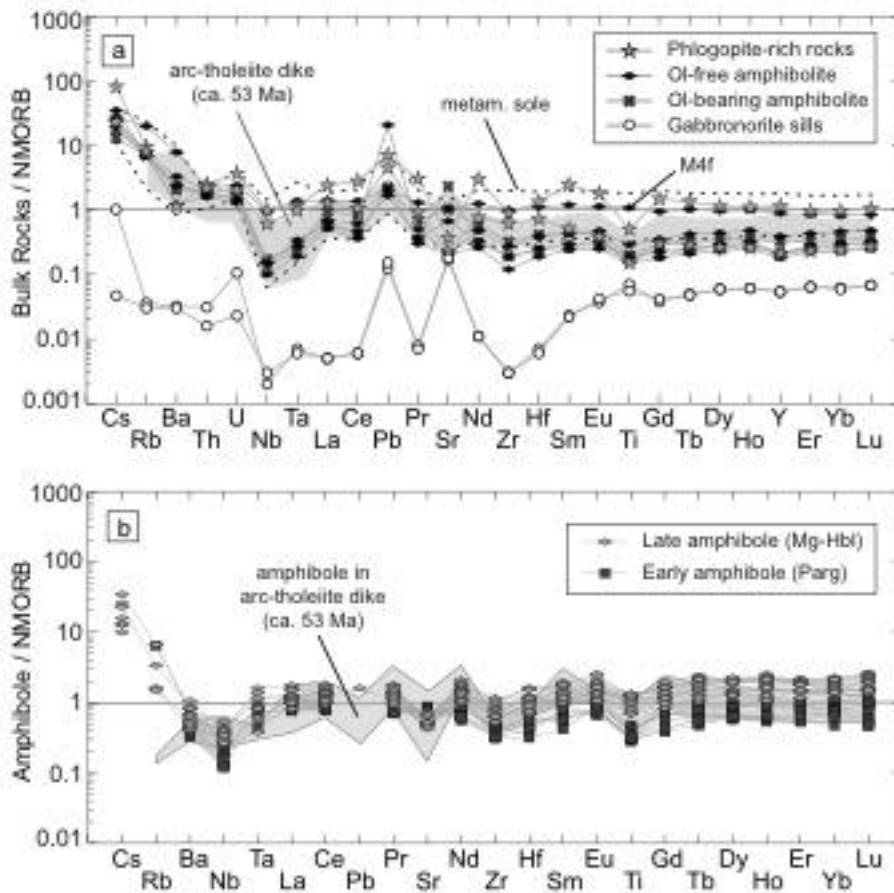 Bulk Rocks / NMORB
1000
100
10
1
0.1
0.01
0.001
a
arc-tholeiite dike
(ca. 53 Ma)
metam. sole
M4f
Phlogopite-rich rocks
Ol-free amphibolite
Ol-bearing amphibolite
Gabbronorite sills
Cs Ba U Ta Ce Pr Nd Hf Eu Gd Dy Y Yb
Rb Th Nb La Pb Sr Zr Sm Ti Tb Ho Er Lu
Amphibole / NMORB
1000
100
10
1
0.1
0.01
b
amphibole in
arc-tholeiite dike
(ca. 53 Ma)
Late amphibole (Mg-Hbl)
Early amphibole (Parg)
Cs Ba Ta Ce Pr Nd Hf Eu Gd Dy Er Lu
Rb Nb La Pb Sr Zr Sm Ti Tb Ho Yb